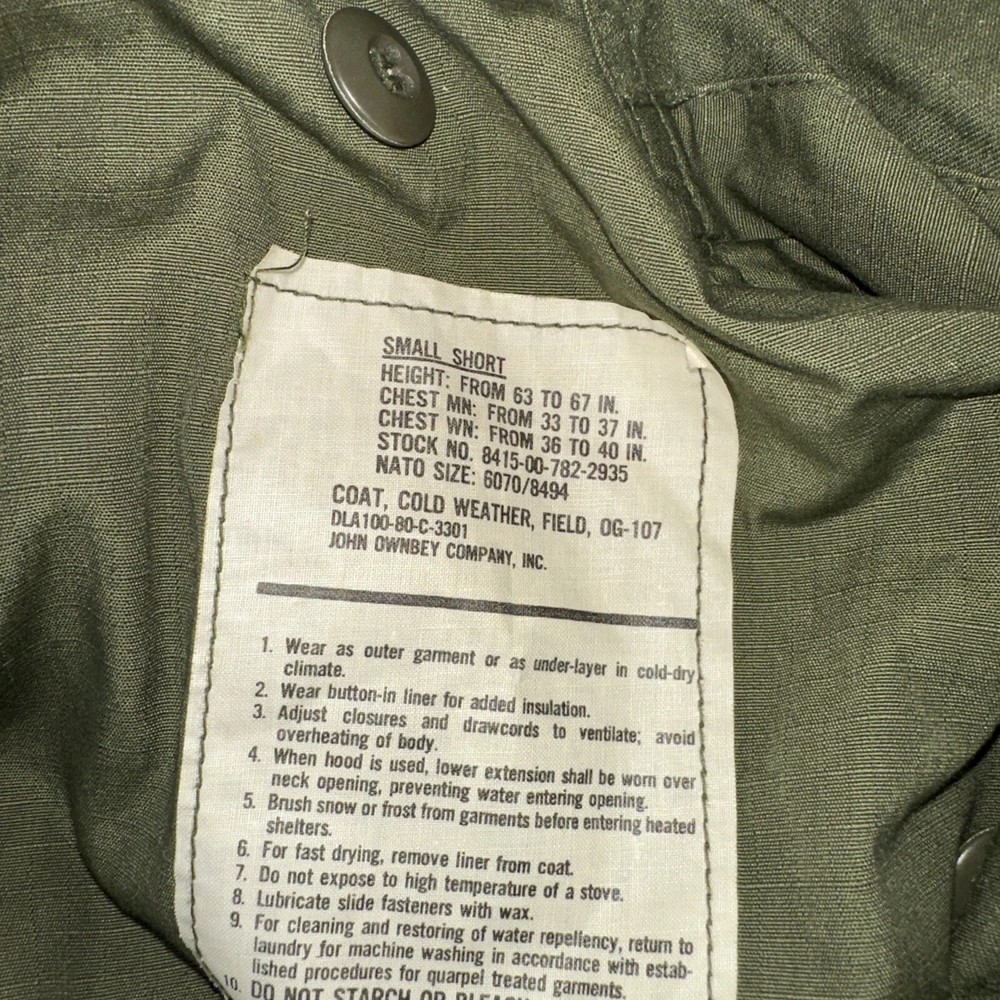 SMALL SHORT
HEIGHT: FROM 63 TO 67 IN.
CHEST MN: FROM 33 TO 37 IN.
CHEST WN: FROM 36 TO 40 IN.
STOCK NO. 8415-00-782-2935
NATO SIZE: 6070/8494
COAT, COLD WEATHER, FIELD, OG-107
DLA100-80-C-3301
JOHN OWNBEY COMPANY, INC.
1. Wear as outer garment or as under-layer in cold-dry
climate.
2. Wear button-in liner for added insulation.
3. Adjust closures and drawcords to ventilate; avoid
overheating of body.
4. When hood is used, lower extension shall be worn over
neck opening, preventing water entering opening.
5. Brush snow or frost from garments before entering heated
shelters.
6. For fast drying, remove liner from coat.
7. Do not expose to high temperature of a stove.
8. Lubricate slide fasteners with wax.
9. For cleaning and restoring of water repellency, return to
laundry for machine washing in accordance with estab-
lished procedures for quarpel treated garments.
10. DO NOT STARCH OR BLEACH